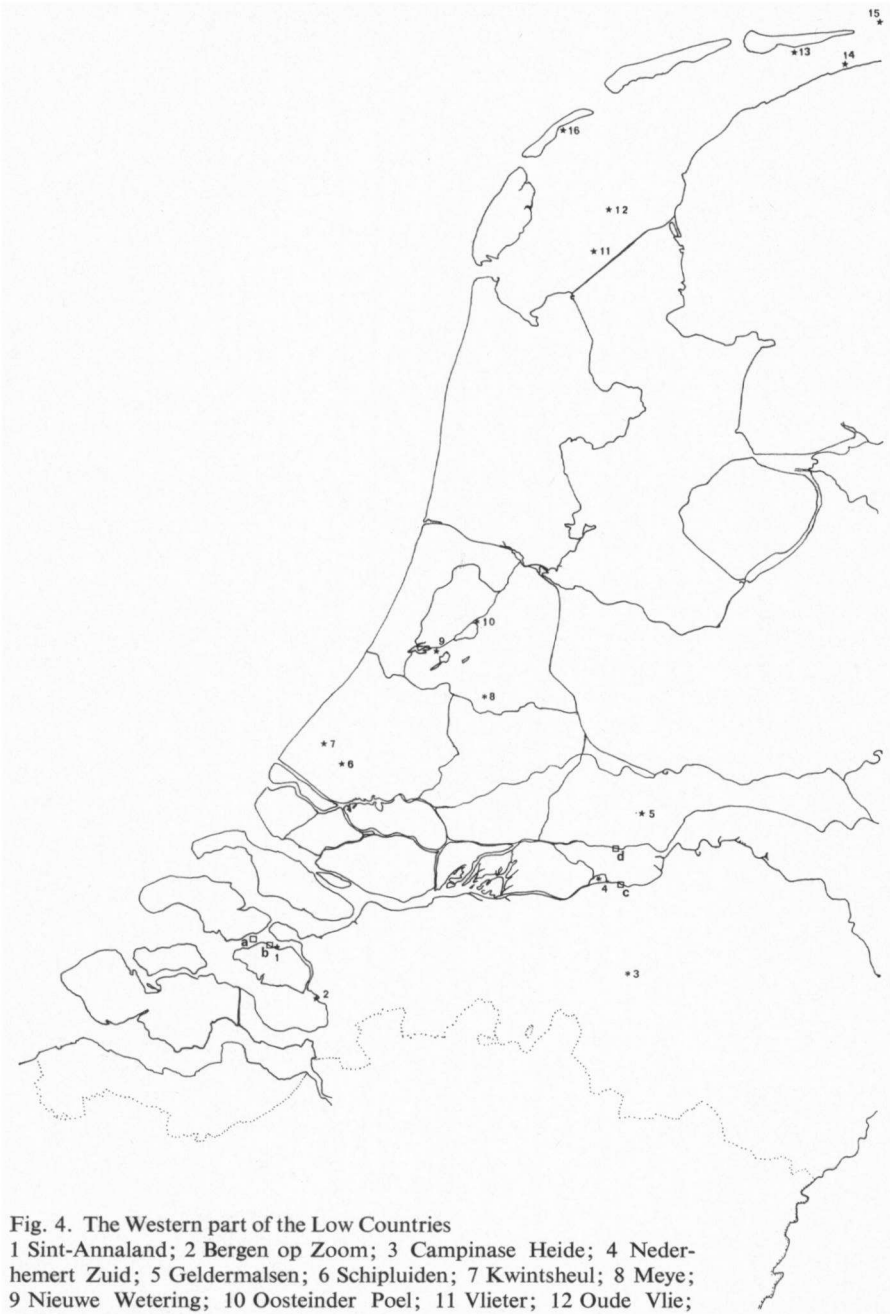 15
13
14
16
12
11
10
9
8
7
6
5
d
4
c
a
b
1
3
2
Fig. 4. The Western part of the Low Countries
1 Sint-Annaland; 2 Bergen op Zoom; 3 Campinase Heide; 4 Neder-
hemert Zuid; 5 Geldermalsen; 6 Schipluiden; 7 Kwintsheul; 8 Meye;
9 Nieuwe Wetering; 10 Oosteinder Poel; 11 Vlieter; 12 Oude Vlie;